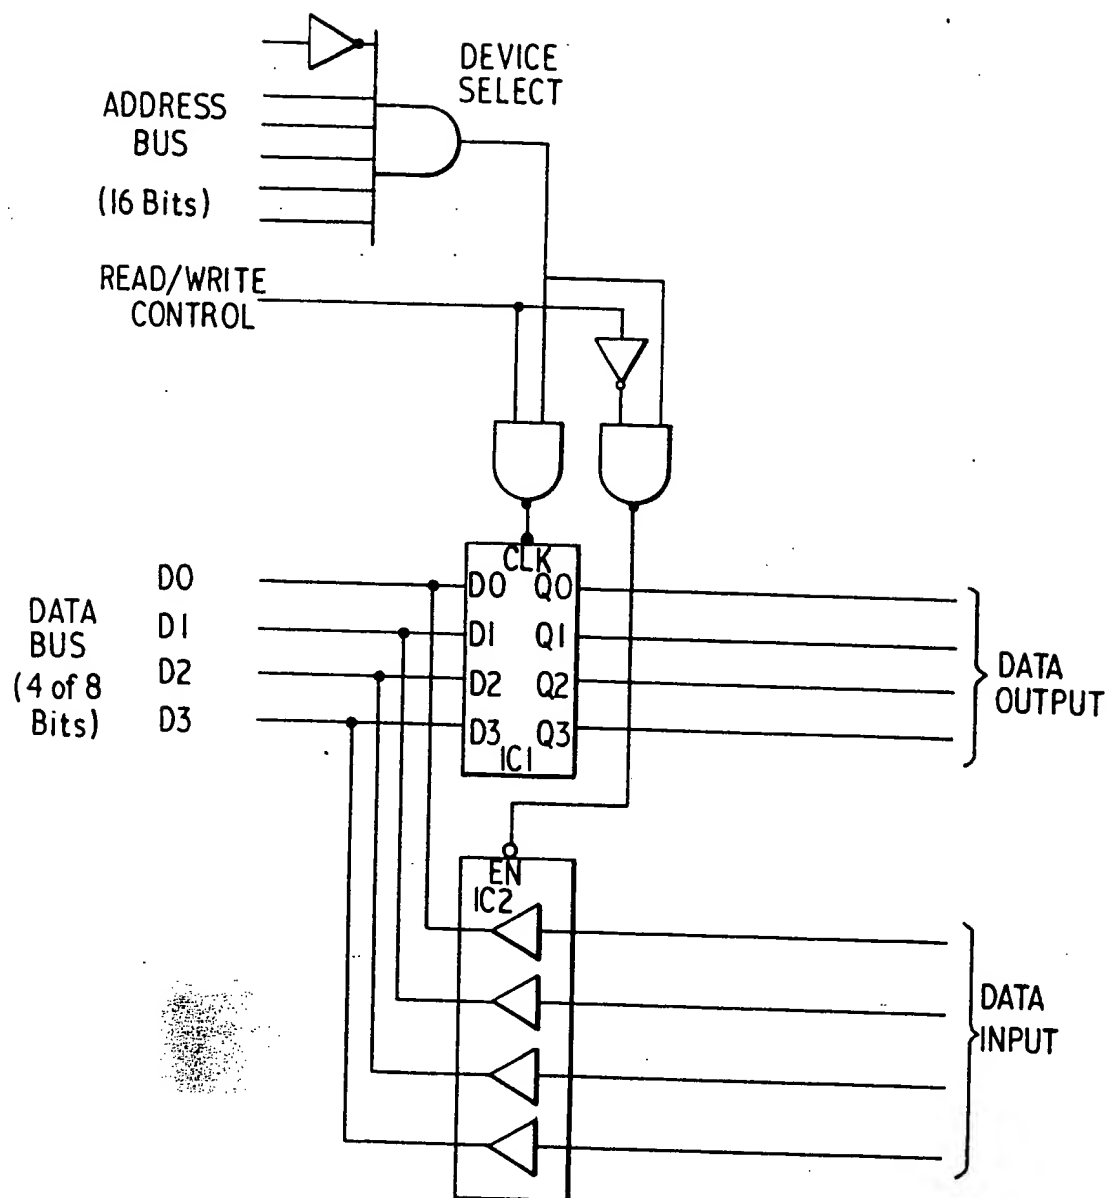 DEVICE
SELECT
ADDRESS
BUS
(16 Bits)
READ/WRITE
CONTROL
CLK
D0
D1
D2
D3
DATA
BUS
(4 of 8
Bits)
D0 Q0
D1 Q1
D2 Q2
D3 Q3
IC1
DATA
OUTPUT
EN
IC2
DATA
INPUT